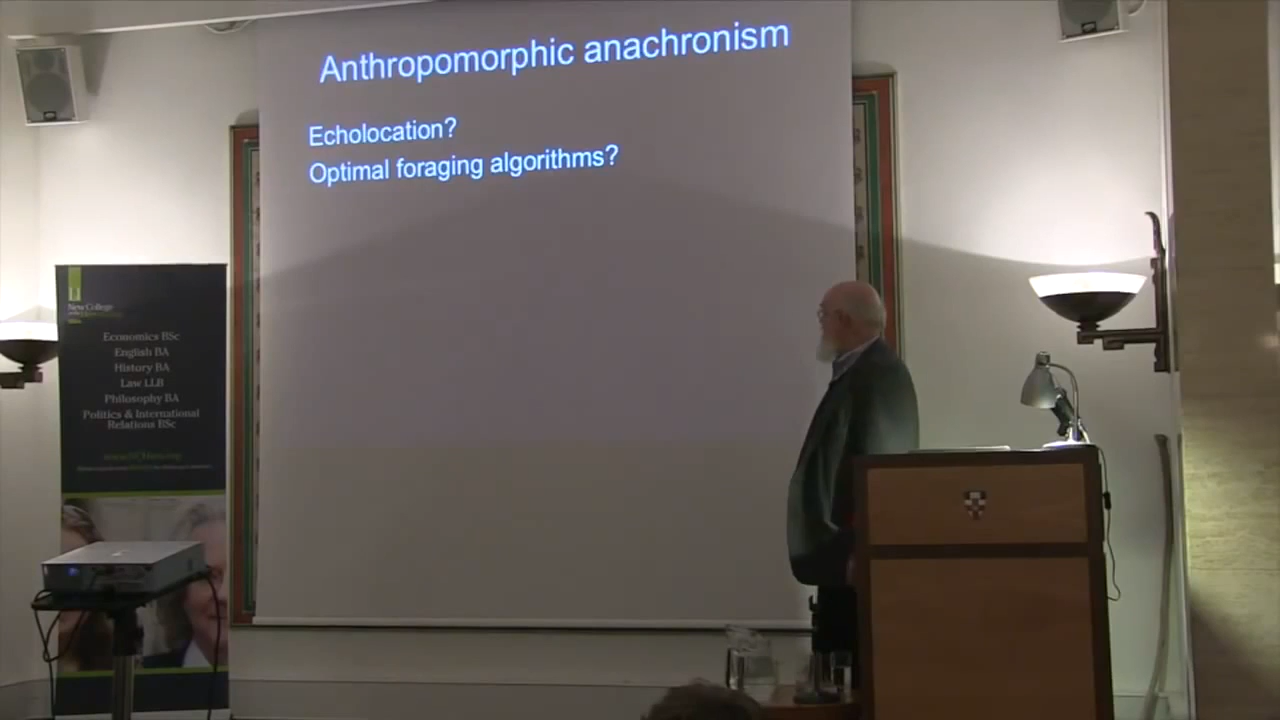 Anthropomorphic anachronism
Echolocation?
Optimal foraging algorithms?
New College
Economics BSc
English BA
History BA
Law LLB
Philosophy BA
Politics & International
Relations BSc